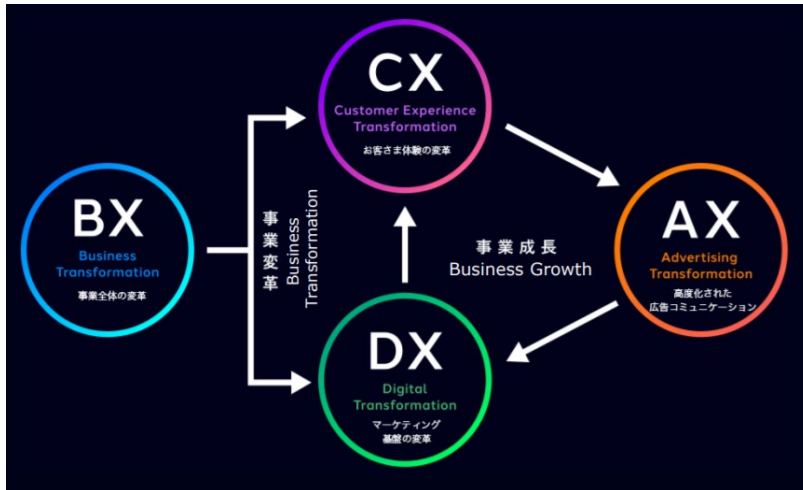 BX
Business
Transformation
事業全体の変革
事業変革
Business
Transformation
CX
Customer Experience
Transformation
お客さま体験の変革
事業成長
Business Growth
AX
Advertising
Transformation
高度化された
広告コミュニケーション
DX
Digital
Transformation
マーケティング
基盤の変革